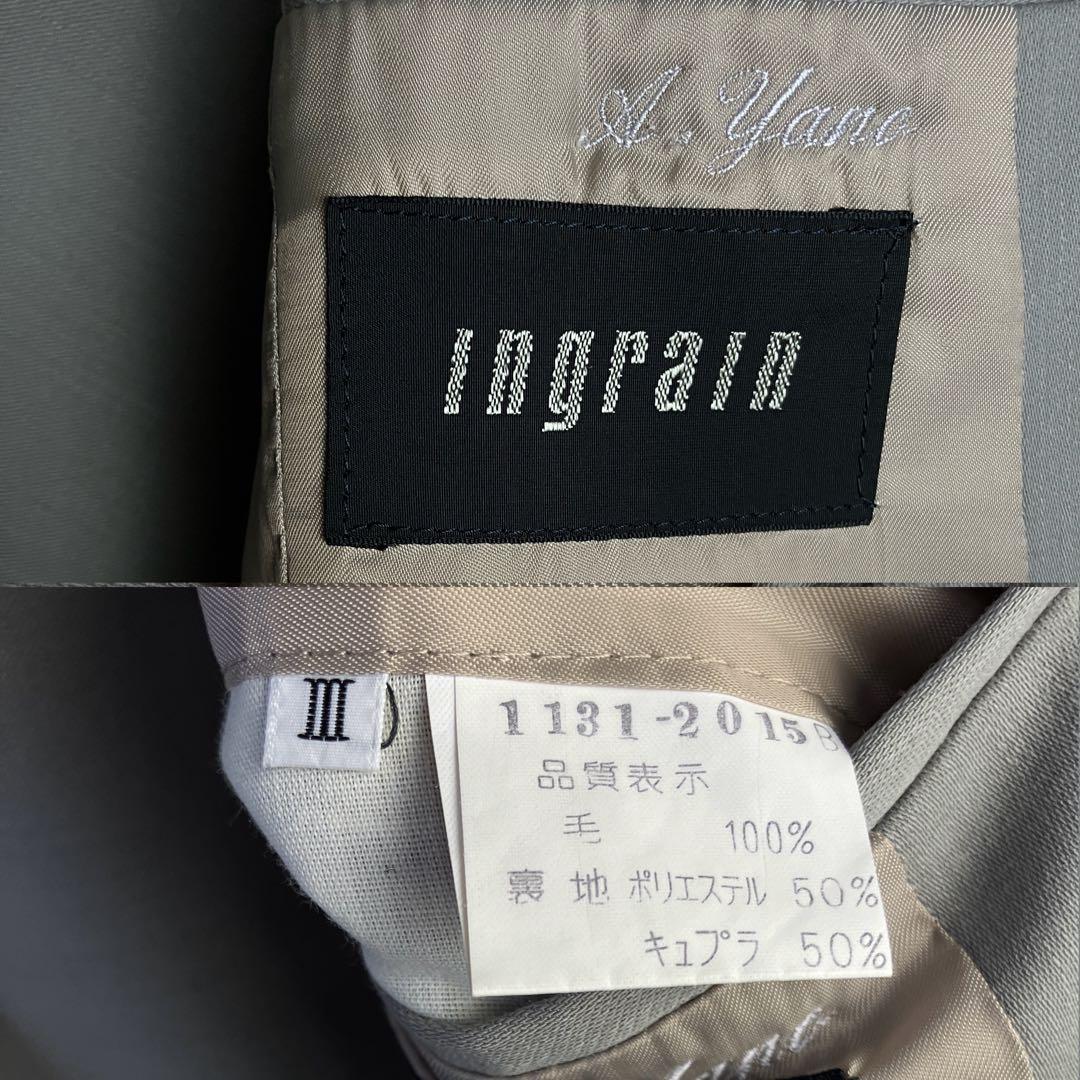 A. Yano
ingrain
III
1131-2015B
品質表示
毛 100%
裏地 ポリエステル 50%
キュプラ 50%